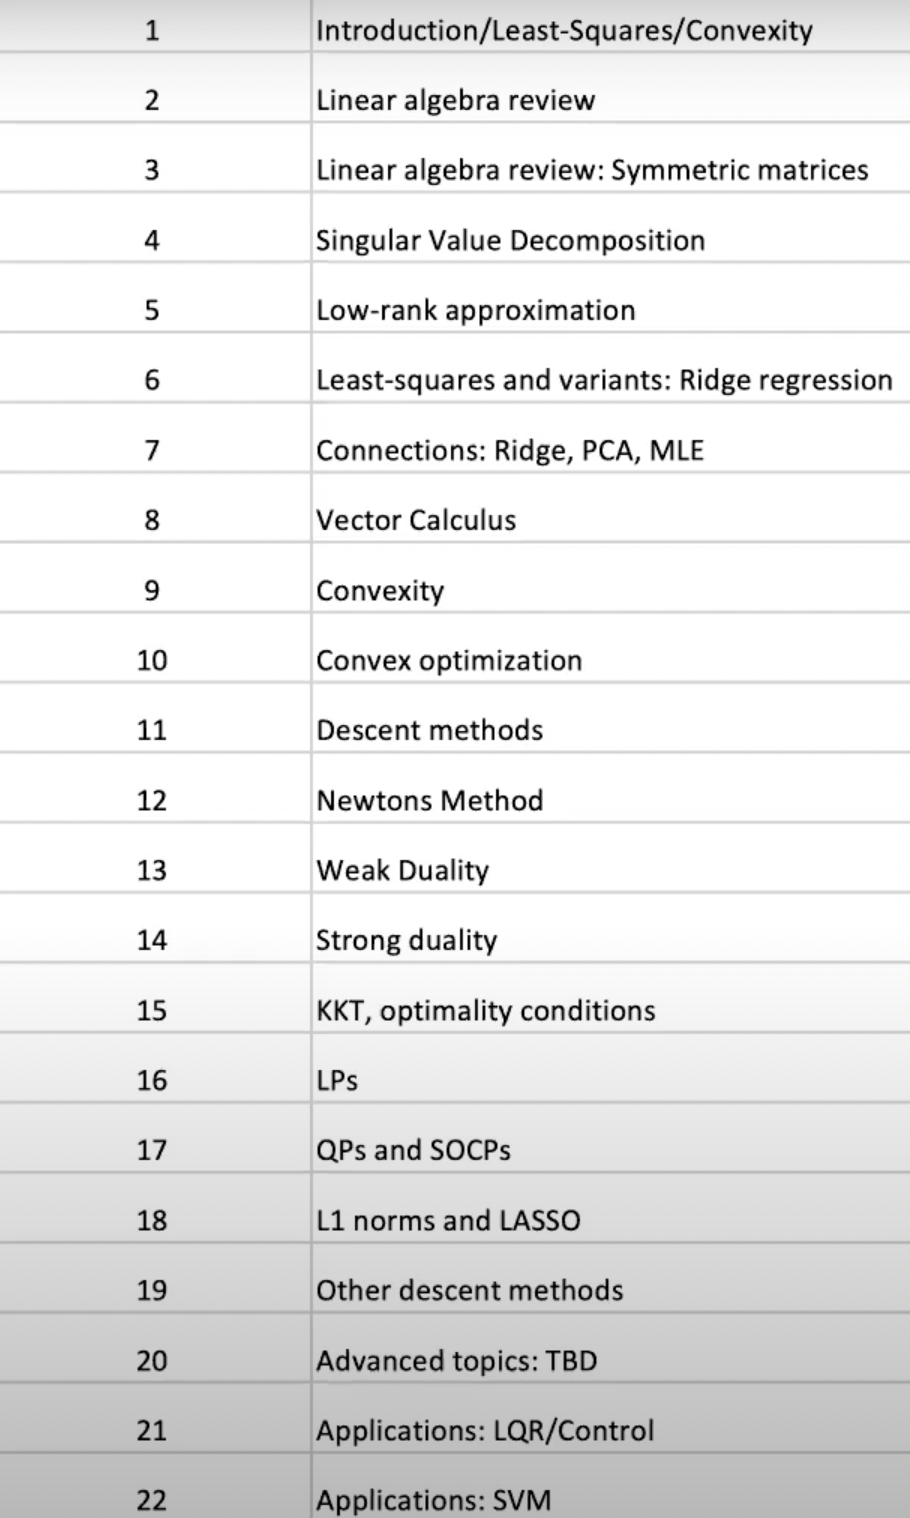 1 Introduction/Least-Squares/Convexity
2 Linear algebra review
3 Linear algebra review: Symmetric matrices
4 Singular Value Decomposition
5 Low-rank approximation
6 Least-squares and variants: Ridge regression
7 Connections: Ridge, PCA, MLE
8 Vector Calculus
9 Convexity
10 Convex optimization
11 Descent methods
12 Newtons Method
13 Weak Duality
14 Strong duality
15 KKT, optimality conditions
16 LPs
17 QPs and SOCPs
18 L1 norms and LASSO
19 Other descent methods
20 Advanced topics: TBD
21 Applications: LQR/Control
22 Applications: SVM